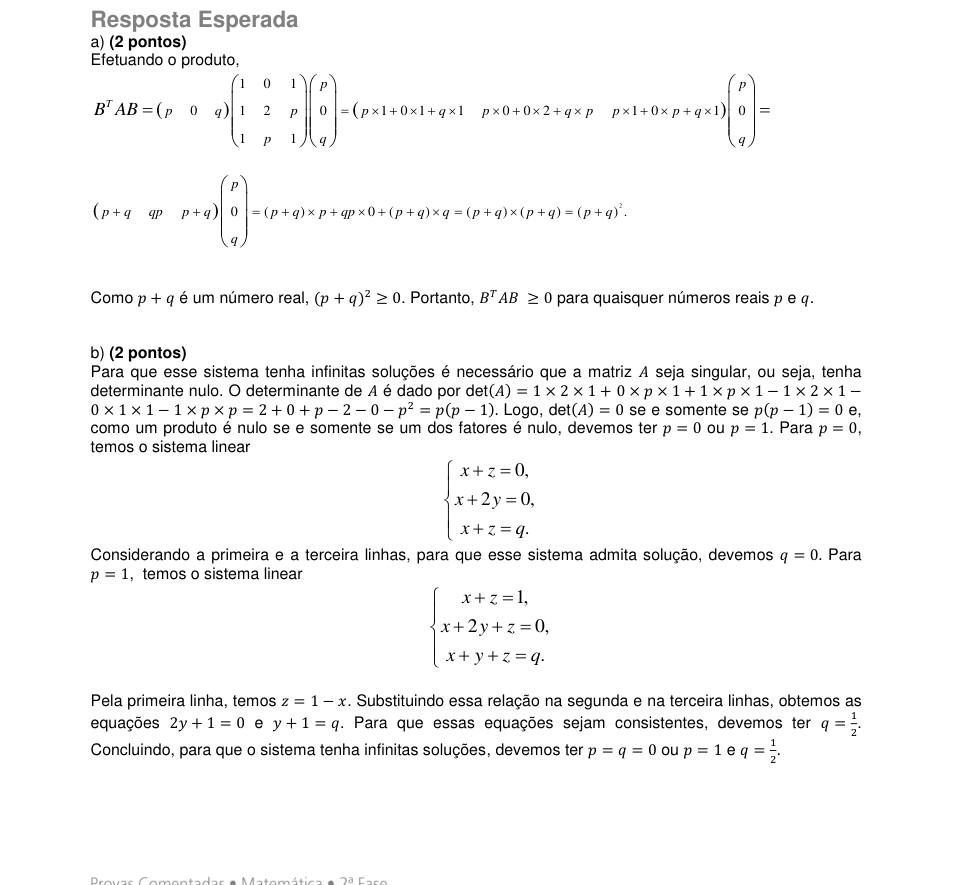 Resposta Esperada
a) (2 pontos)
Efetuando o produto,
B^T AB = (p 0 q) (1 0 1; 1 2 p; 1 p 1) (p; 0; q) = (p×1+0×1+q×1 p×0+0×2+q×p p×1+0×p+q×1) (p; 0; q) =
(p+q qp p+q) (p; 0; q) = (p+q)×p+qp×0+(p+q)×q = (p+q)×(p+q) = (p+q)².
Como p + q é um número real, (p + q)² ≥ 0. Portanto, B^T AB ≥ 0 para quaisquer números reais p e q.
b) (2 pontos)
Para que esse sistema tenha infinitas soluções é necessário que a matriz A seja singular, ou seja, tenha
determinante nulo. O determinante de A é dado por det(A) = 1 × 2 × 1 + 0 × p × 1 + 1 × p × 1 − 1 × 2 × 1 −
0 × 1 × 1 − 1 × p × p = 2 + 0 + p − 2 − 0 − p² = p(p − 1). Logo, det(A) = 0 se e somente se p(p − 1) = 0 e,
como um produto é nulo se e somente se um dos fatores é nulo, devemos ter p = 0 ou p = 1. Para p = 0,
temos o sistema linear
x + z = 0,
x + 2y = 0,
x + z = q.
Considerando a primeira e a terceira linhas, para que esse sistema admita solução, devemos q = 0. Para
p = 1, temos o sistema linear
x + z = 1,
x + 2y + z = 0,
x + y + z = q.
Pela primeira linha, temos z = 1 − x. Substituindo essa relação na segunda e na terceira linhas, obtemos as
equações 2y + 1 = 0 e y + 1 = q. Para que essas equações sejam consistentes, devemos ter q = 1/2.
Concluindo, para que o sistema tenha infinitas soluções, devemos ter p = q = 0 ou p = 1 e q = 1/2.
Provas Comentadas • Matemática • 2ª Fase